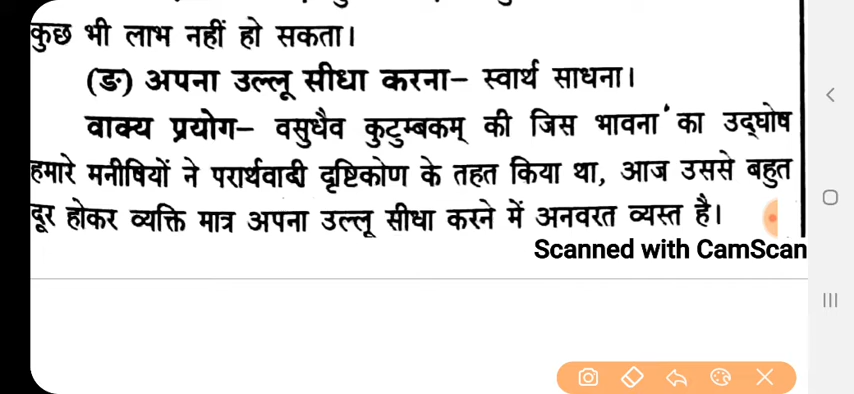 कुछ भी लाभ नहीं हो सकता।
(ङ) अपना उल्लू सीधा करना– स्वार्थ साधना।
वाक्य प्रयोग– वसुधैव कुटुम्बकम् की जिस भावना का उद्घोष
हमारे मनीषियों ने परार्थवादी दृष्टिकोण के तहत किया था, आज उससे बहुत
दूर होकर व्यक्ति मात्र अपना उल्लू सीधा करने में अनवरत व्यस्त है।
Scanned with CamScan